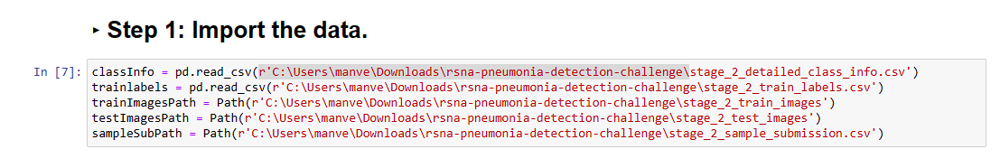 Step 1: Import the data.
In [7]: classInfo = pd.read_csv(r'C:\Users\manve\Downloads\rsna-pneumonia-detection-challenge\stage_2_detailed_class_info.csv')
trainlabels = pd.read_csv(r'C:\Users\manve\Downloads\rsna-pneumonia-detection-challenge\stage_2_train_labels.csv')
trainImagesPath = Path(r'C:\Users\manve\Downloads\rsna-pneumonia-detection-challenge\stage_2_train_images')
testImagesPath = Path(r'C:\Users\manve\Downloads\rsna-pneumonia-detection-challenge\stage_2_test_images')
sampleSubPath = Path(r'C:\Users\manve\Downloads\rsna-pneumonia-detection-challenge\stage_2_sample_submission.csv')